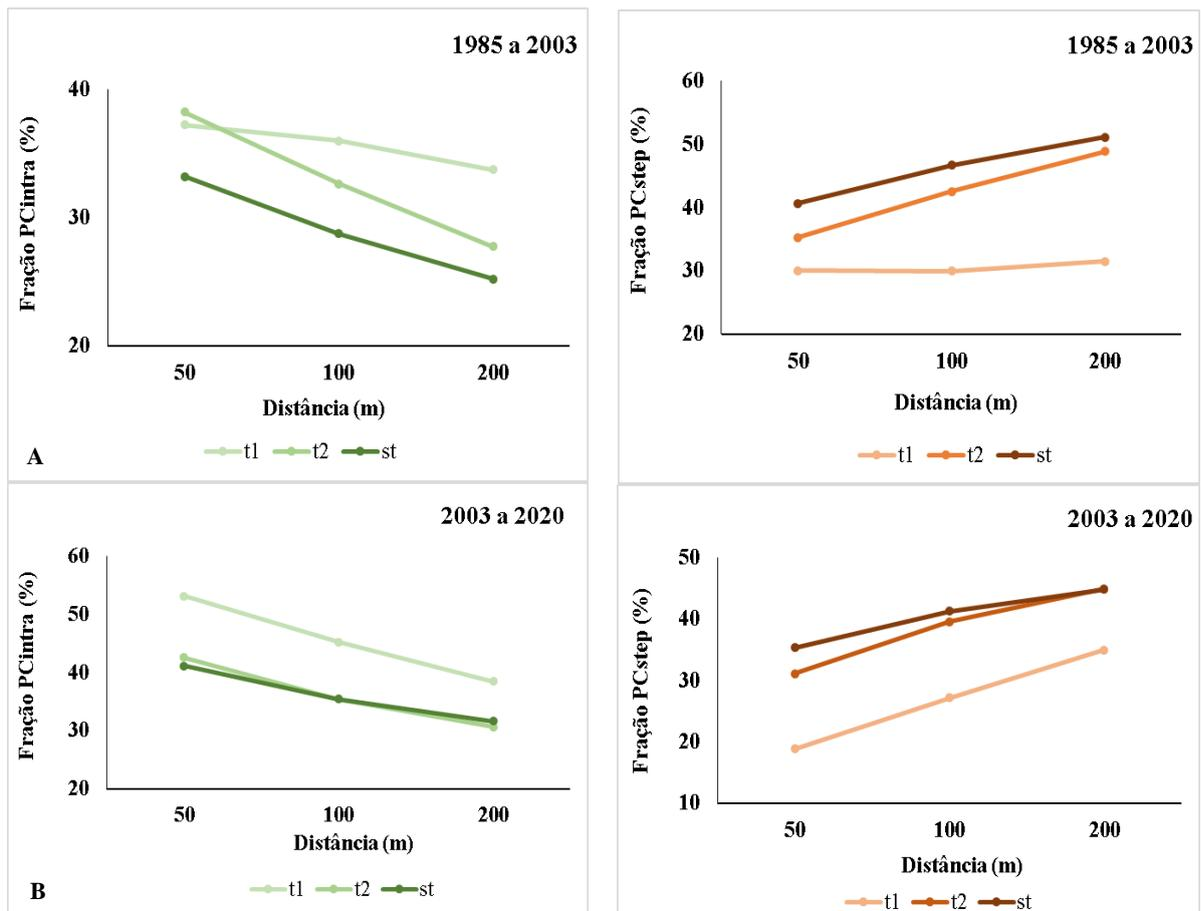 1985 a 2003
Fração PCintra (%)
40
30
20
50 100 200
Distância (m)
t1 t2 st
A
1985 a 2003
Fração PCstep (%)
60
50
40
30
20
50 100 200
Distância (m)
t1 t2 st
2003 a 2020
Fração PCintra (%)
60
50
40
30
20
50 100 200
Distância (m)
t1 t2 st
B
2003 a 2020
Fração PCstep (%)
50
40
30
20
10
50 100 200
Distância (m)
t1 t2 st